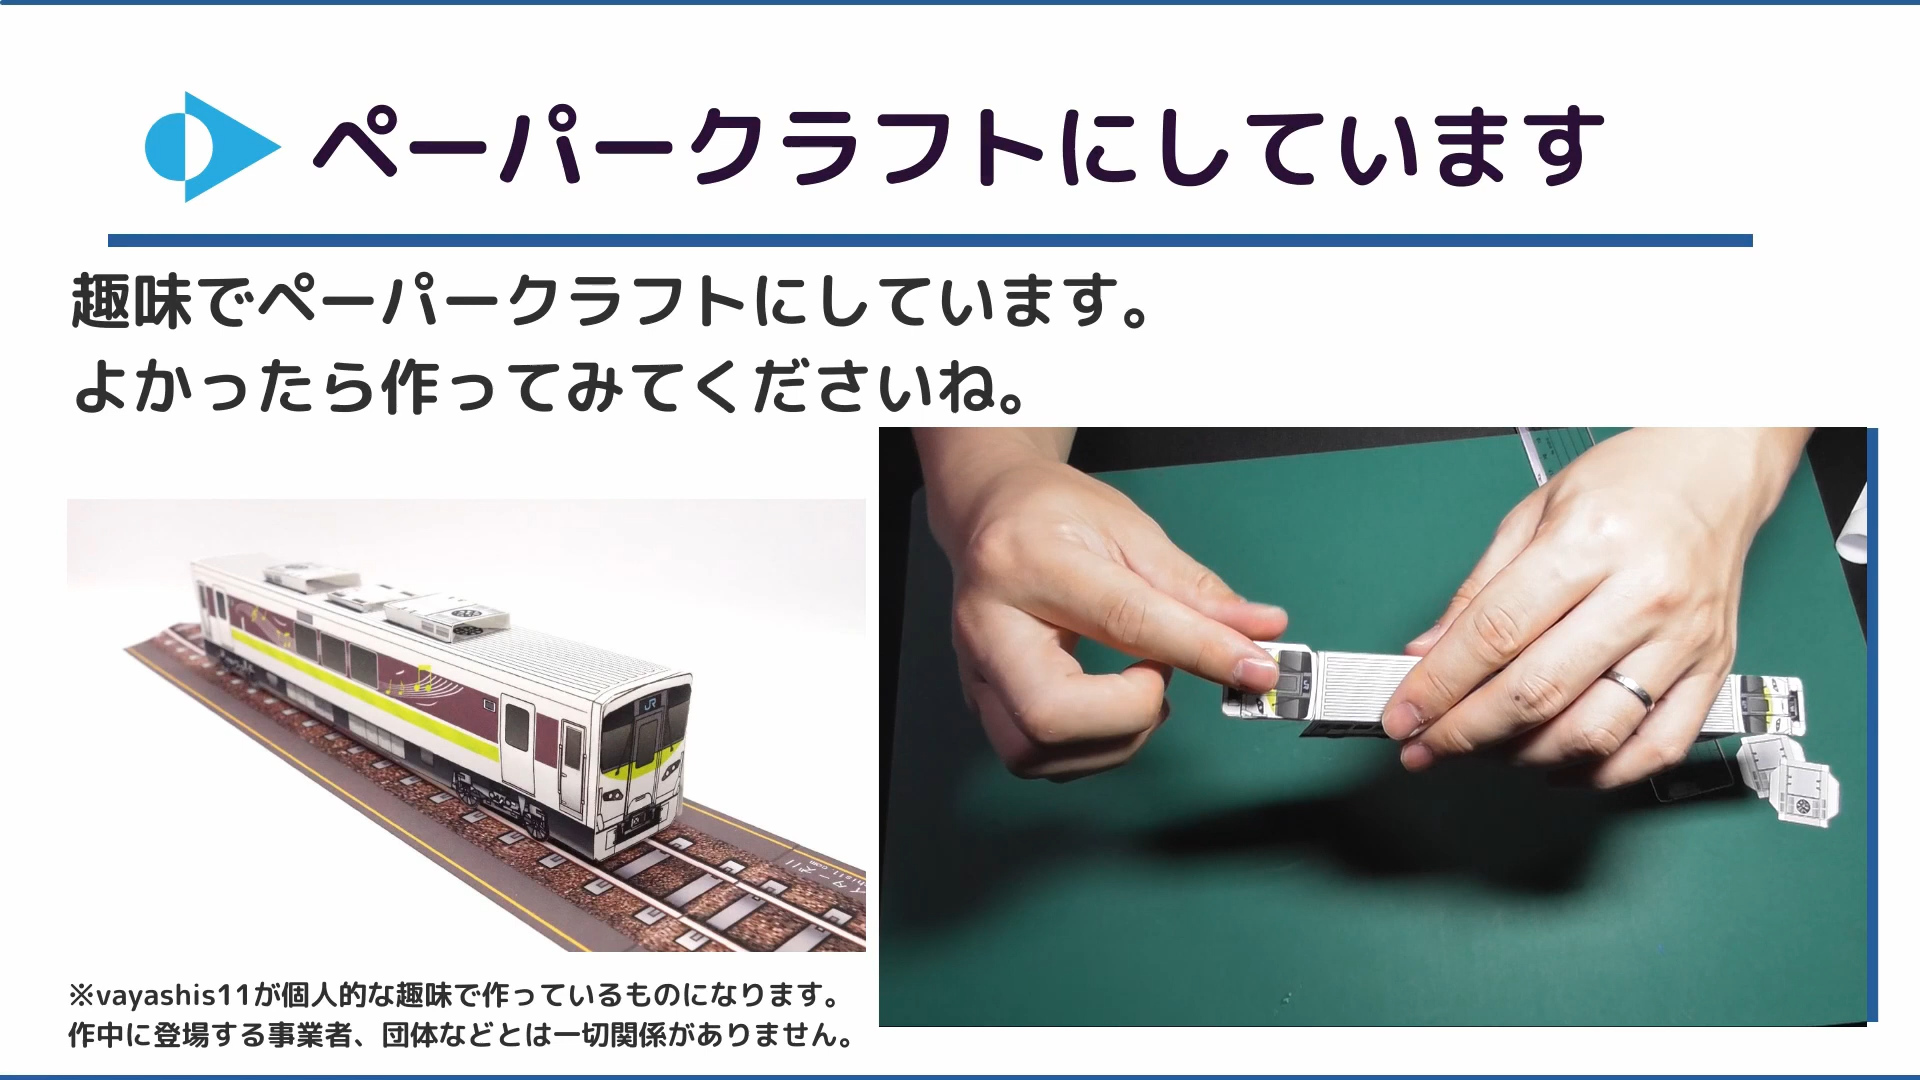 ペーパークラフトにしています
趣味でペーパークラフトにしています。
よかったら作ってみてくださいね。
JR
※vayashis11が個人的な趣味で作っているものになります。
作中に登場する事業者、団体などとは一切関係がありません。